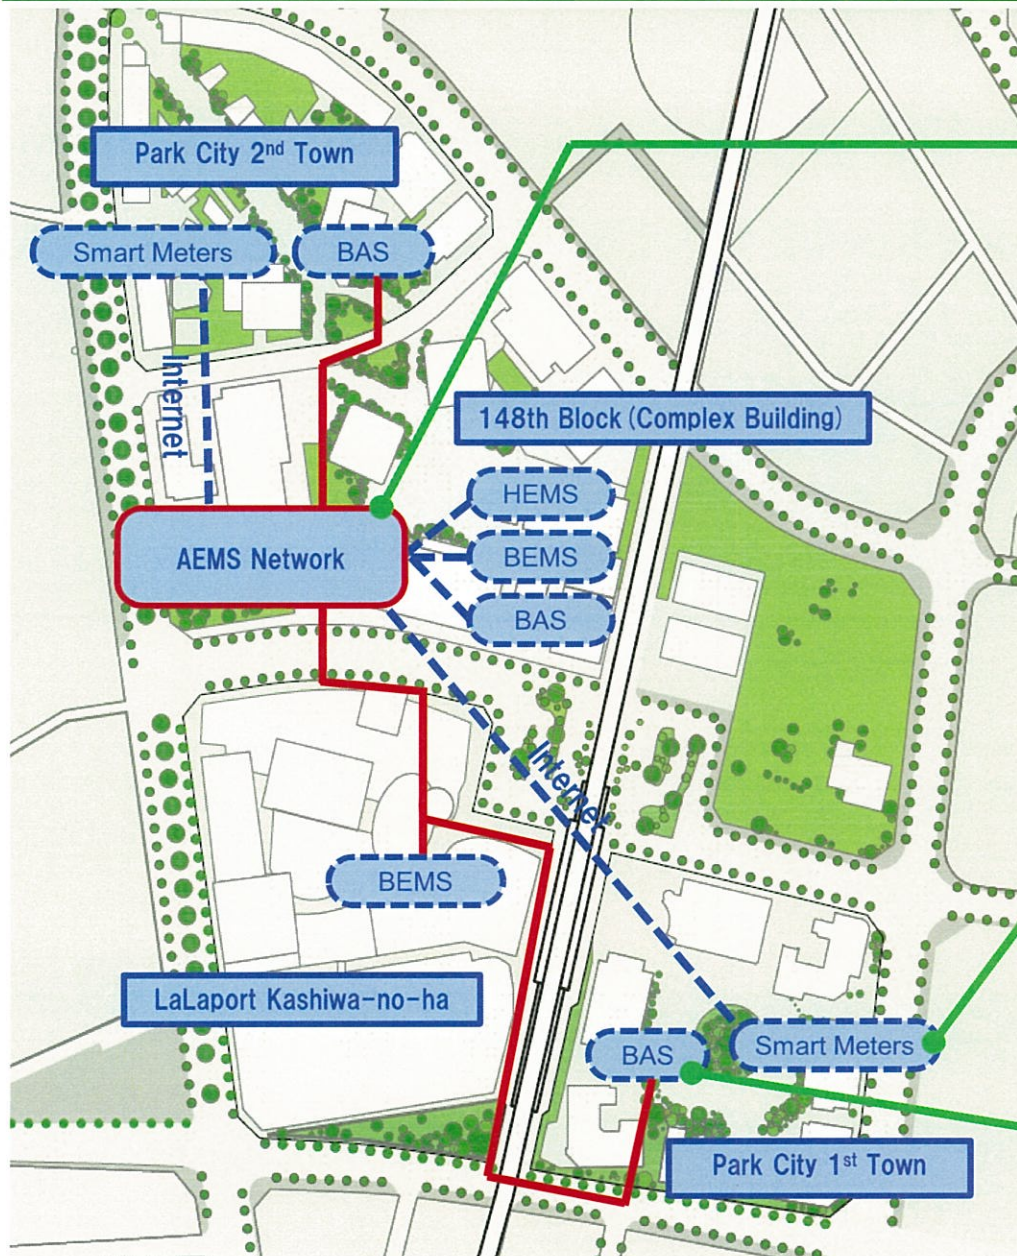 Park City 2nd Town
Smart Meters
BAS
Internet
148th Block (Complex Building)
HEMS
AEMS Network
BEMS
BAS
Internet
BEMS
LaLaport Kashiwa-no-ha
BAS
Smart Meters
Park City 1st Town